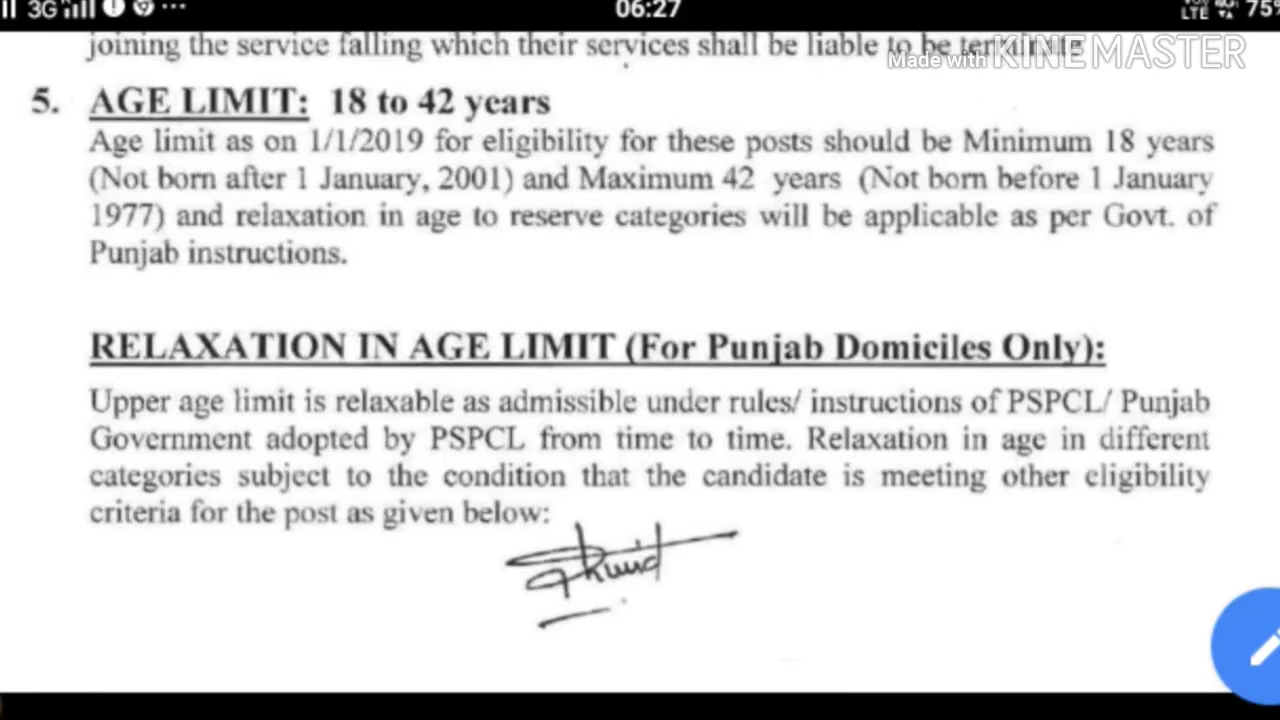 3G 06:27 LTE 75%
joining the service falling which their services shall be liable to be
Made with KINEMASTER
5. AGE LIMIT: 18 to 42 years
Age limit as on 1/1/2019 for eligibility for these posts should be Minimum 18 years
(Not born after 1 January, 2001) and Maximum 42 years (Not born before 1 January
1977) and relaxation in age to reserve categories will be applicable as per Govt. of
Punjab instructions.
RELAXATION IN AGE LIMIT (For Punjab Domiciles Only):
Upper age limit is relaxable as admissible under rules/ instructions of PSPCL/ Punjab
Government adopted by PSPCL from time to time. Relaxation in age in different
categories subject to the condition that the candidate is meeting other eligibility
criteria for the post as given below: